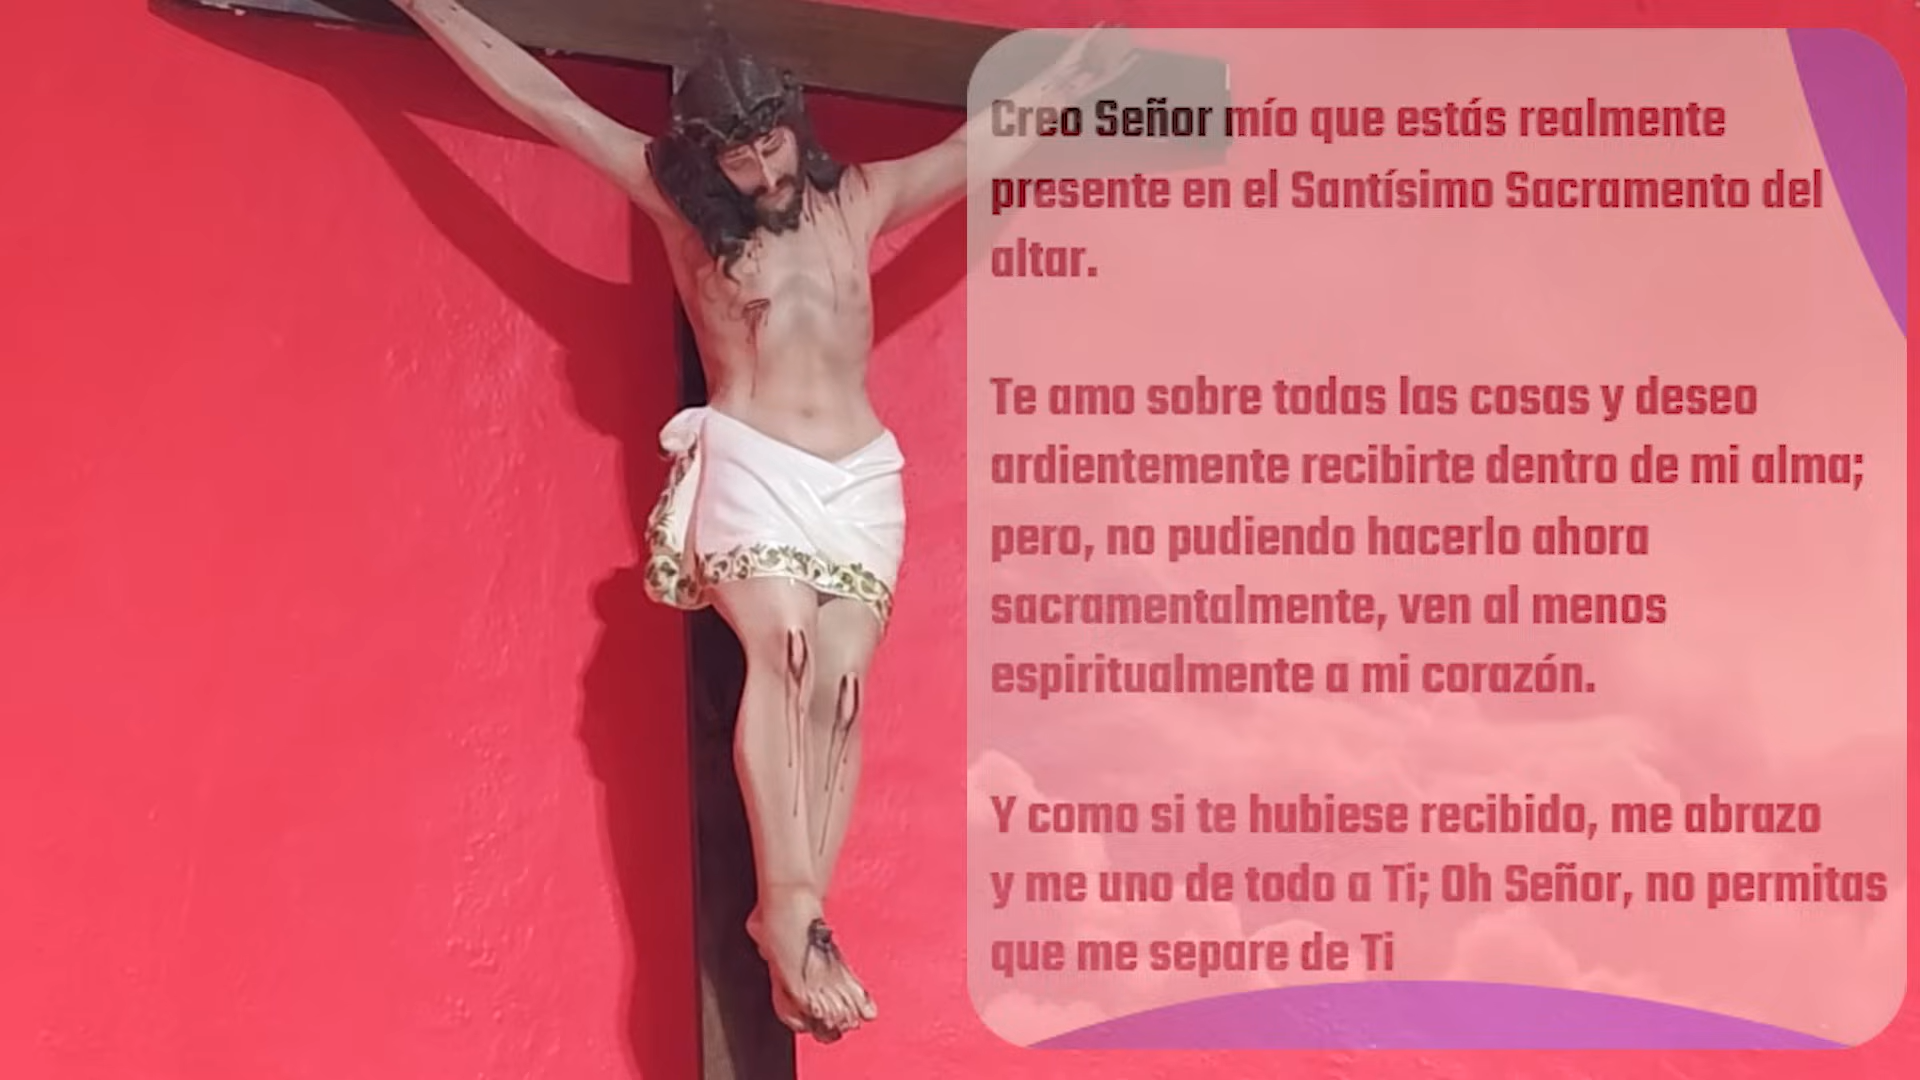 Creo Señor mío que estás realmente
presente en el Santísimo Sacramento del
altar.
Te amo sobre todas las cosas y deseo
ardientemente recibirte dentro de mi alma;
pero, no pudiendo hacerlo ahora
sacramentalmente, ven al menos
espiritualmente a mi corazón.
Y como si te hubiese recibido, me abrazo
y me uno de todo a Ti; Oh Señor, no permitas
que me separe de Ti